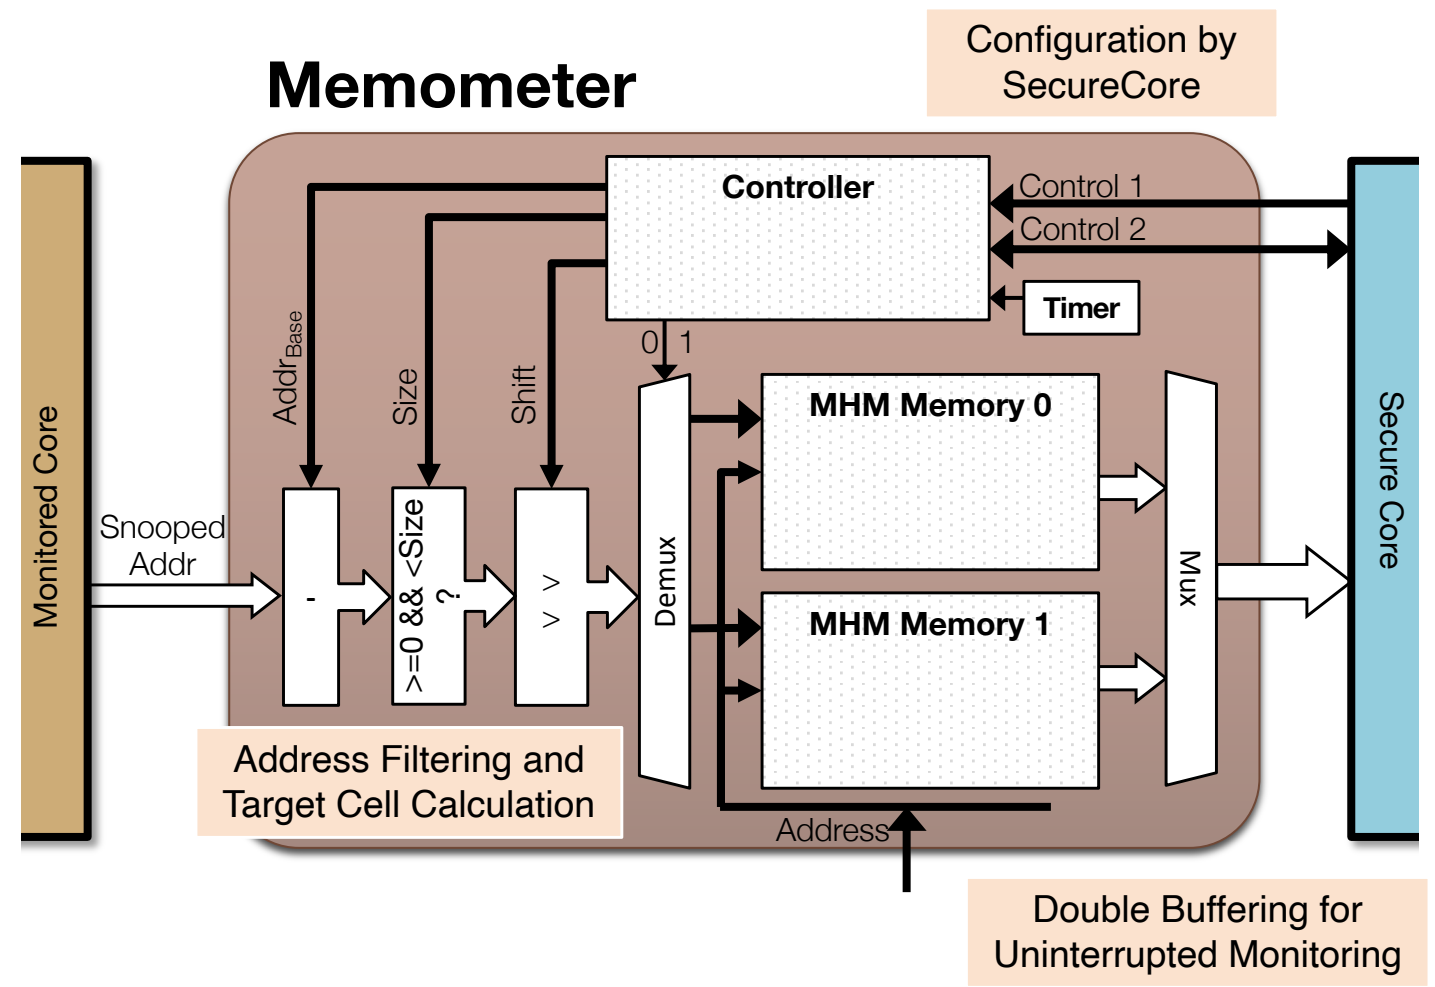 Configuration by
SecureCore
Memometer
Controller
Control 1
Control 2
Timer
0 1
Addr_Base
Size
Shift
MHM Memory 0
Monitored Core
Secure Core
Snooped
Addr
-
>=0 && <Size
?
> >
Demux
Mux
MHM Memory 1
Address Filtering and
Target Cell Calculation
Address
Double Buffering for
Uninterrupted Monitoring